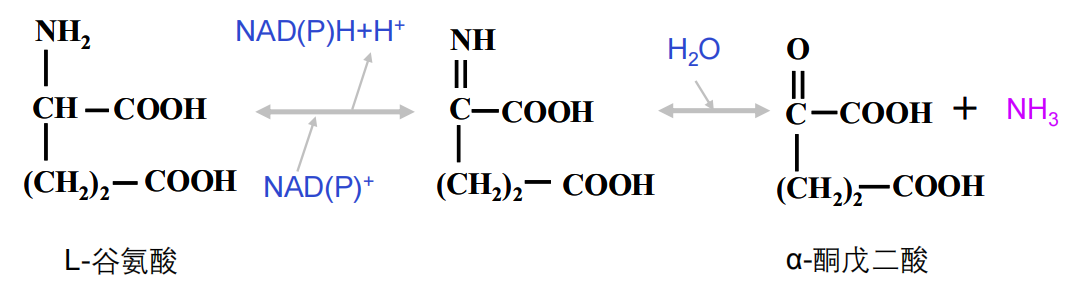 NH₂
NAD(P)H+H⁺
NH
H₂O
O
CH—COOH
C—COOH
C—COOH + NH₃
NAD(P)⁺
(CH₂)₂—COOH
(CH₂)₂—COOH
(CH₂)₂—COOH
L-谷氨酸
α-酮戊二酸